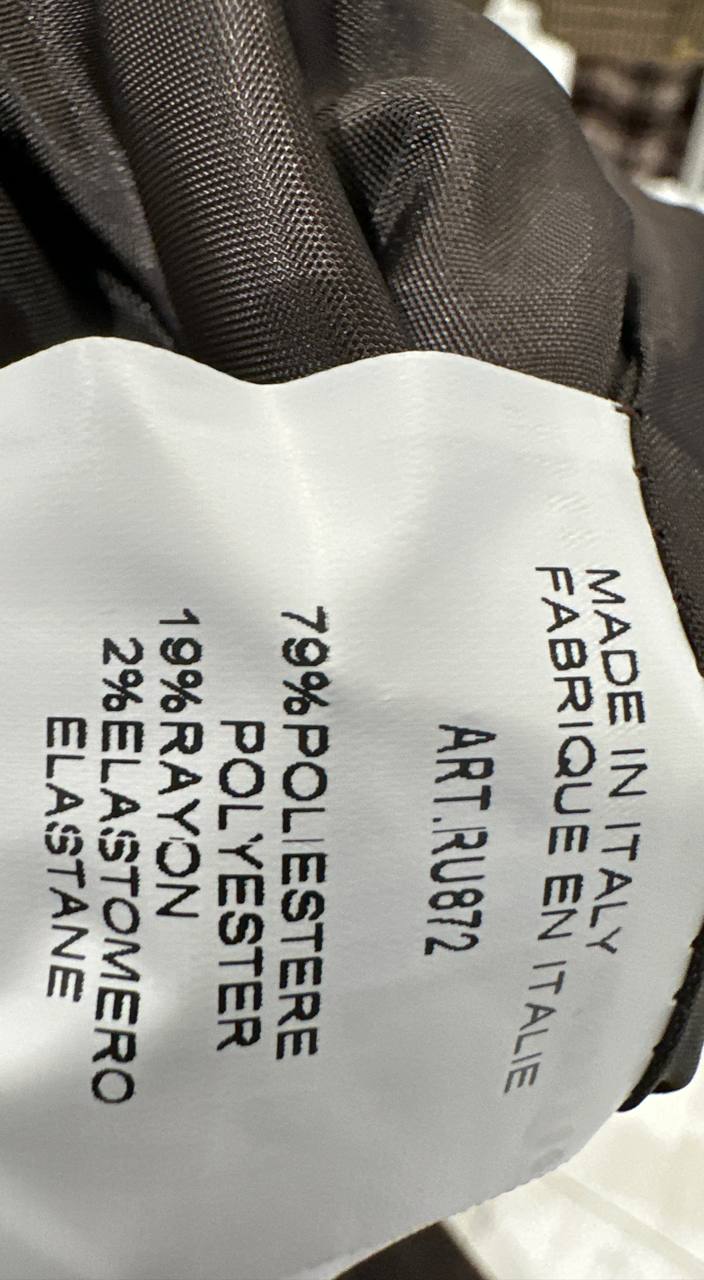 MADE IN ITALY
FABRIQUE EN ITALIE
ART.RU872
79%POLIESTERE
POLYESTER
19%RAYON
2%ELASTOMERO
ELASTANE